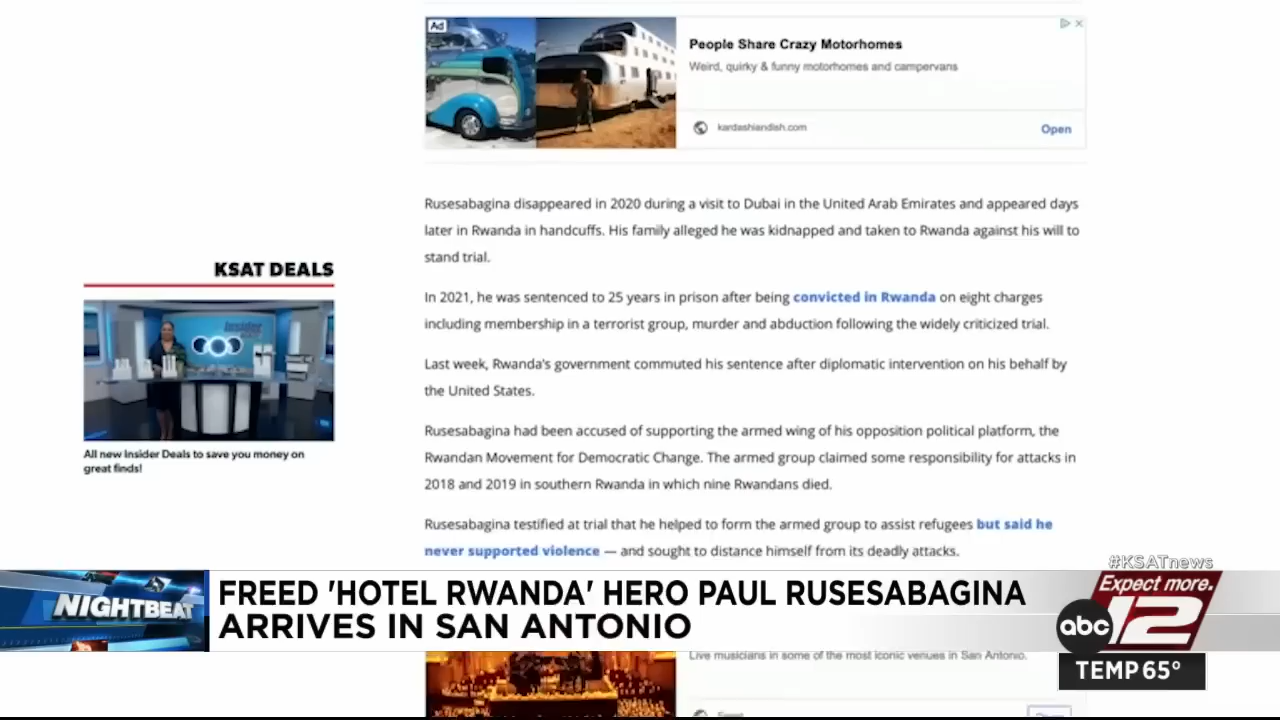 Ad
People Share Crazy Motorhomes
Weird, quirky & funny motorhomes and campervans
kardashiandish.com
Open
Rusesabagina disappeared in 2020 during a visit to Dubai in the United Arab Emirates and appeared days
later in Rwanda in handcuffs. His family alleged he was kidnapped and taken to Rwanda against his will to
stand trial.
KSAT DEALS
Insider
All new Insider Deals to save you money on
great finds!
In 2021, he was sentenced to 25 years in prison after being convicted in Rwanda on eight charges
including membership in a terrorist group, murder and abduction following the widely criticized trial.
Last week, Rwanda's government commuted his sentence after diplomatic intervention on his behalf by
the United States.
Rusesabagina had been accused of supporting the armed wing of his opposition political platform, the
Rwandan Movement for Democratic Change. The armed group claimed some responsibility for attacks in
2018 and 2019 in southern Rwanda in which nine Rwandans died.
Rusesabagina testified at trial that he helped to form the armed group to assist refugees but said he
never supported violence — and sought to distance himself from its deadly attacks.
#KSATnews
NIGHTBEAT
FREED 'HOTEL RWANDA' HERO PAUL RUSESABAGINA
ARRIVES IN SAN ANTONIO
Expect more.
abc 12
TEMP 65°
Live musicians in some of the most iconic venues in San Antonio.